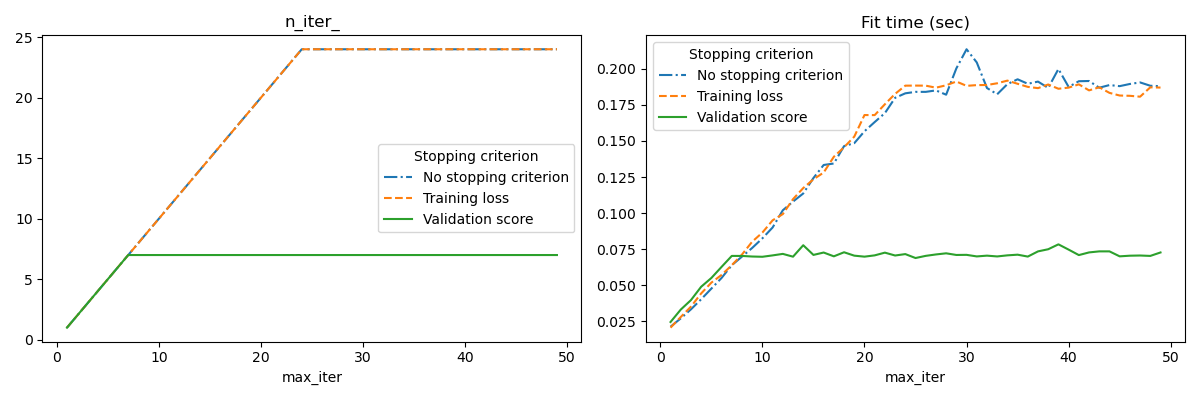 n_iter_
25
20
15
10
5
0
0 10 20 30 40 50
max_iter
Stopping criterion
No stopping criterion
Training loss
Validation score
Fit time (sec)
0.200
0.175
0.150
0.125
0.100
0.075
0.050
0.025
0 10 20 30 40 50
max_iter
Stopping criterion
No stopping criterion
Training loss
Validation score